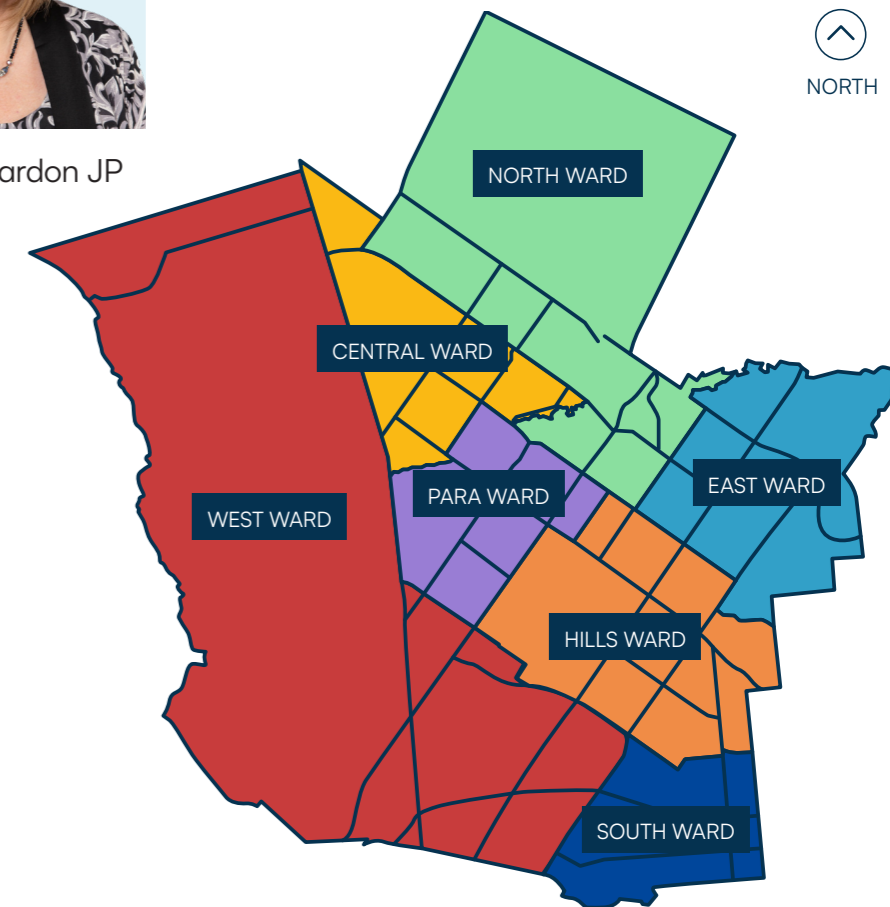 NORTH
ardon JP
NORTH WARD
CENTRAL WARD
EAST WARD
PARA WARD
WEST WARD
HILLS WARD
SOUTH WARD